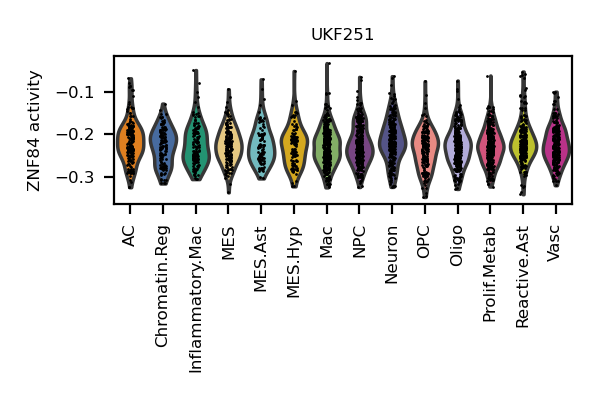 UKF251
ZNF84 activity
−0.1
−0.2
−0.3
AC
Chromatin.Reg
Inflammatory.Mac
MES
MES.Ast
MES.Hyp
Mac
NPC
Neuron
OPC
Oligo
Prolif.Metab
Reactive.Ast
Vasc